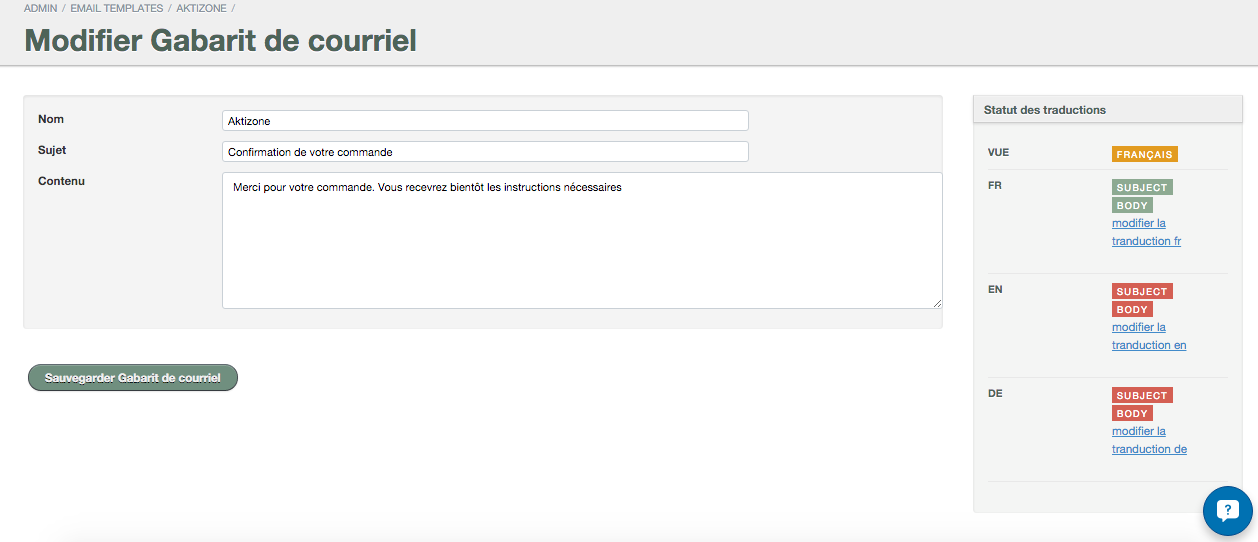 ADMIN / EMAIL TEMPLATES / AKTIZONE /
Modifier Gabarit de courriel
Nom
Aktizone
Sujet
Confirmation de votre commande
Contenu
Merci pour votre commande. Vous recevrez bientôt les instructions nécessaires
Sauvegarder Gabarit de courriel
Statut des traductions
VUE
FRANÇAIS
FR
SUBJECT
BODY
modifier la
tranduction fr
EN
SUBJECT
BODY
modifier la
tranduction en
DE
SUBJECT
BODY
modifier la
tranduction de
?